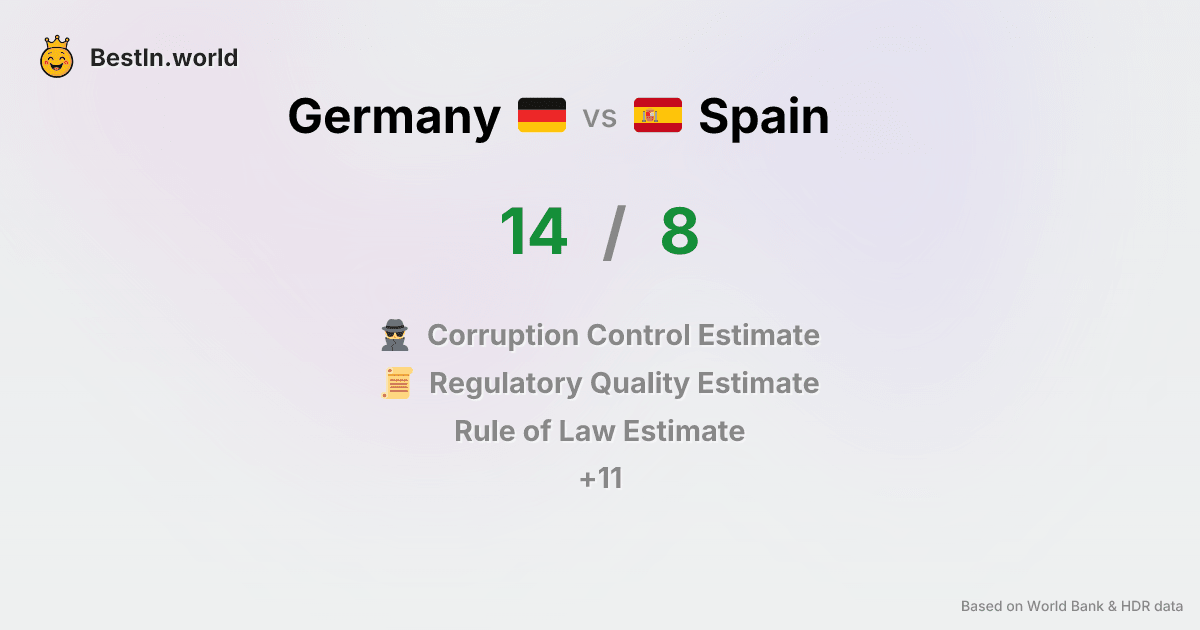 BestIn.world
Germany vs Spain
14 / 8
Corruption Control Estimate
Regulatory Quality Estimate
Rule of Law Estimate
+11
Based on World Bank & HDR data